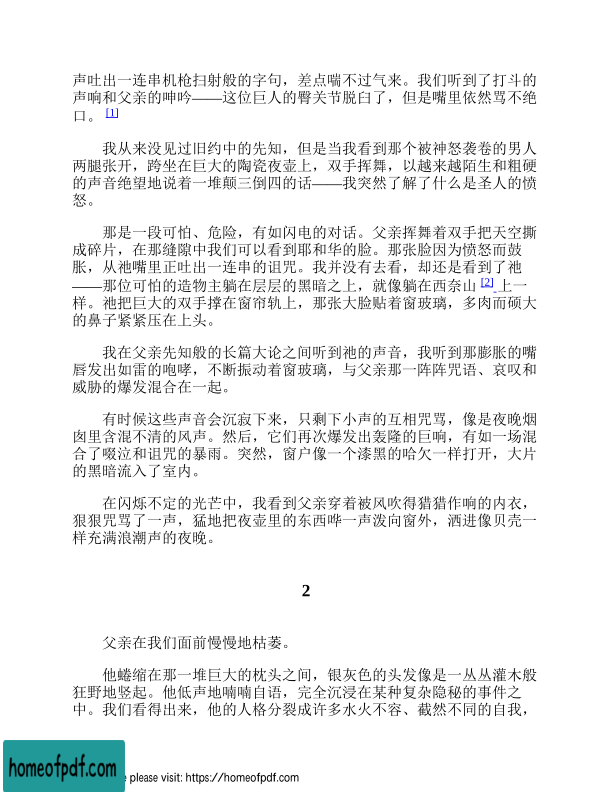 声吐出一连串机枪扫射般的字句，差点喘不过气来。我们听到了打斗的
声响和父亲的呻吟——这位巨人的臀关节脱臼了，但是嘴里依然骂不绝
口。 [1]
我从来没见过旧约中的先知，但是当我看到那个被神怒袭卷的男人
两腿张开，跨坐在巨大的陶瓷夜壶上，双手挥舞，以越来越陌生和粗硬
的声音绝望地说着一堆颠三倒四的话——我突然了解了什么是圣人的愤
怒。
那是一段可怕、危险，有如闪电的对话。父亲挥舞着双手把天空撕
成碎片，在那缝隙中我们可以看到耶和华的脸。那张脸因为愤怒而鼓
胀，从祂嘴里正吐出一连串的诅咒。我并没有去看，却还是看到了祂
——那位可怕的造物主躺在层层的黑暗之上，就像躺在西奈山 [2] 上一
样。祂把巨大的双手撑在窗帘轨上，那张大脸贴着窗玻璃，多肉而硕大
的鼻子紧紧压在上头。
我在父亲先知般的长篇大论之间听到祂的声音，我听到那膨胀的嘴
唇发出如雷的咆哮，不断振动着窗玻璃，与父亲那一阵阵咒语、哀叹和
威胁的爆发混合在一起。
有时候这些声音会沉寂下来，只剩下小声的互相咒骂，像是夜晚烟
囱里含混不清的风声。然后，它们再次爆发出轰隆的巨响，有如一场混
合了啜泣和诅咒的暴雨。突然，窗户像一个漆黑的哈欠一样打开，大片
的黑暗流入了室内。
在闪烁不定的光芒中，我看到父亲穿着被风吹得猎猎作响的内衣，
狠狠咒骂了一声，猛地把夜壶里的东西哗一声泼向窗外，洒进像贝壳一
样充满浪潮声的夜晚。
2
父亲在我们面前慢慢地枯萎。
他蜷缩在那一堆巨大的枕头之间，银灰色的头发像是一丛丛灌木般
狂野地竖起。他低声地喃喃自语，完全沉浸在某种复杂隐秘的事件之
中。我们看得出来，他的人格分裂成许多水火不容、截然不同的自我，
homeofpdf.com
e please visit: https://homeofpdf.com